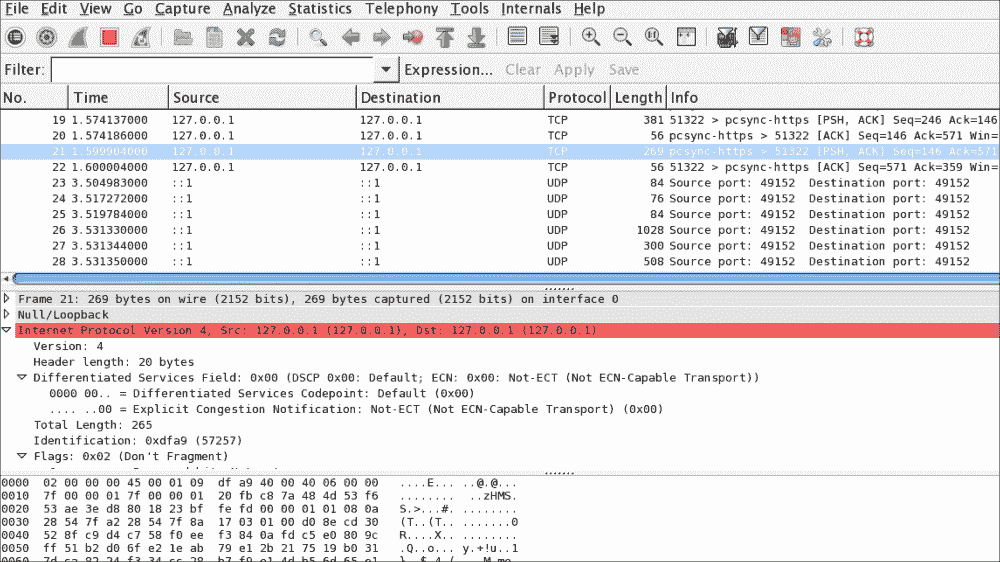 File Edit View Go Capture Analyze Statistics Telephony Tools Internals Help
Filter: Expression... Clear Apply Save
No. Time Source Destination Protocol Length Info
19 1.574137000 127.0.0.1 127.0.0.1 TCP 381 51322 > pcsync-https [PSH, ACK] Seq=246 Ack=146
20 1.574186000 127.0.0.1 127.0.0.1 TCP 56 pcsync-https > 51322 [ACK] Seq=146 Ack=571 Win=
21 1.599904000 127.0.0.1 127.0.0.1 TCP 269 pcsync-https > 51322 [PSH, ACK] Seq=146 Ack=571
22 1.600004000 127.0.0.1 127.0.0.1 TCP 56 51322 > pcsync-https [ACK] Seq=571 Ack=359 Win=
23 3.504983000 ::1 ::1 UDP 84 Source port: 49152 Destination port: 49152
24 3.517272000 ::1 ::1 UDP 76 Source port: 49152 Destination port: 49152
25 3.519784000 ::1 ::1 UDP 84 Source port: 49152 Destination port: 49152
26 3.531330000 ::1 ::1 UDP 1028 Source port: 49152 Destination port: 49152
27 3.531344000 ::1 ::1 UDP 300 Source port: 49152 Destination port: 49152
28 3.531350000 ::1 ::1 UDP 508 Source port: 49152 Destination port: 49152
Frame 21: 269 bytes on wire (2152 bits), 269 bytes captured (2152 bits) on interface 0
Null/Loopback
Internet Protocol Version 4, Src: 127.0.0.1 (127.0.0.1), Dst: 127.0.0.1 (127.0.0.1)
Version: 4
Header length: 20 bytes
Differentiated Services Field: 0x00 (DSCP 0x00: Default; ECN: 0x00: Not-ECT (Not ECN-Capable Transport))
0000 00.. = Differentiated Services Codepoint: Default (0x00)
.... ..00 = Explicit Congestion Notification: Not-ECT (Not ECN-Capable Transport) (0x00)
Total Length: 265
Identification: 0xdfa9 (57257)
Flags: 0x02 (Don't Fragment)
0000 02 00 00 00 45 00 01 09 df a9 40 00 40 06 00 00 ....E... ..@.@...
0010 7f 00 00 01 7f 00 00 01 20 fb c8 7a 48 4d 53 f6 ........ ..zHMS.
0020 53 ae 3e d8 80 18 23 bf fe fd 00 00 01 01 08 0a S.>...#. ........
0030 28 54 7f a2 28 54 7f 8a 17 03 01 00 d0 8e cd 30 (T..(T.. .......0
0040 52 8f c9 d4 c7 58 f0 ee f3 84 0a fd c5 e0 80 9c R....X.. ........
0050 ff 51 b2 d0 6f e2 1e ab 79 e1 2b 21 75 19 b0 31 .Q..o... y.+!u..1